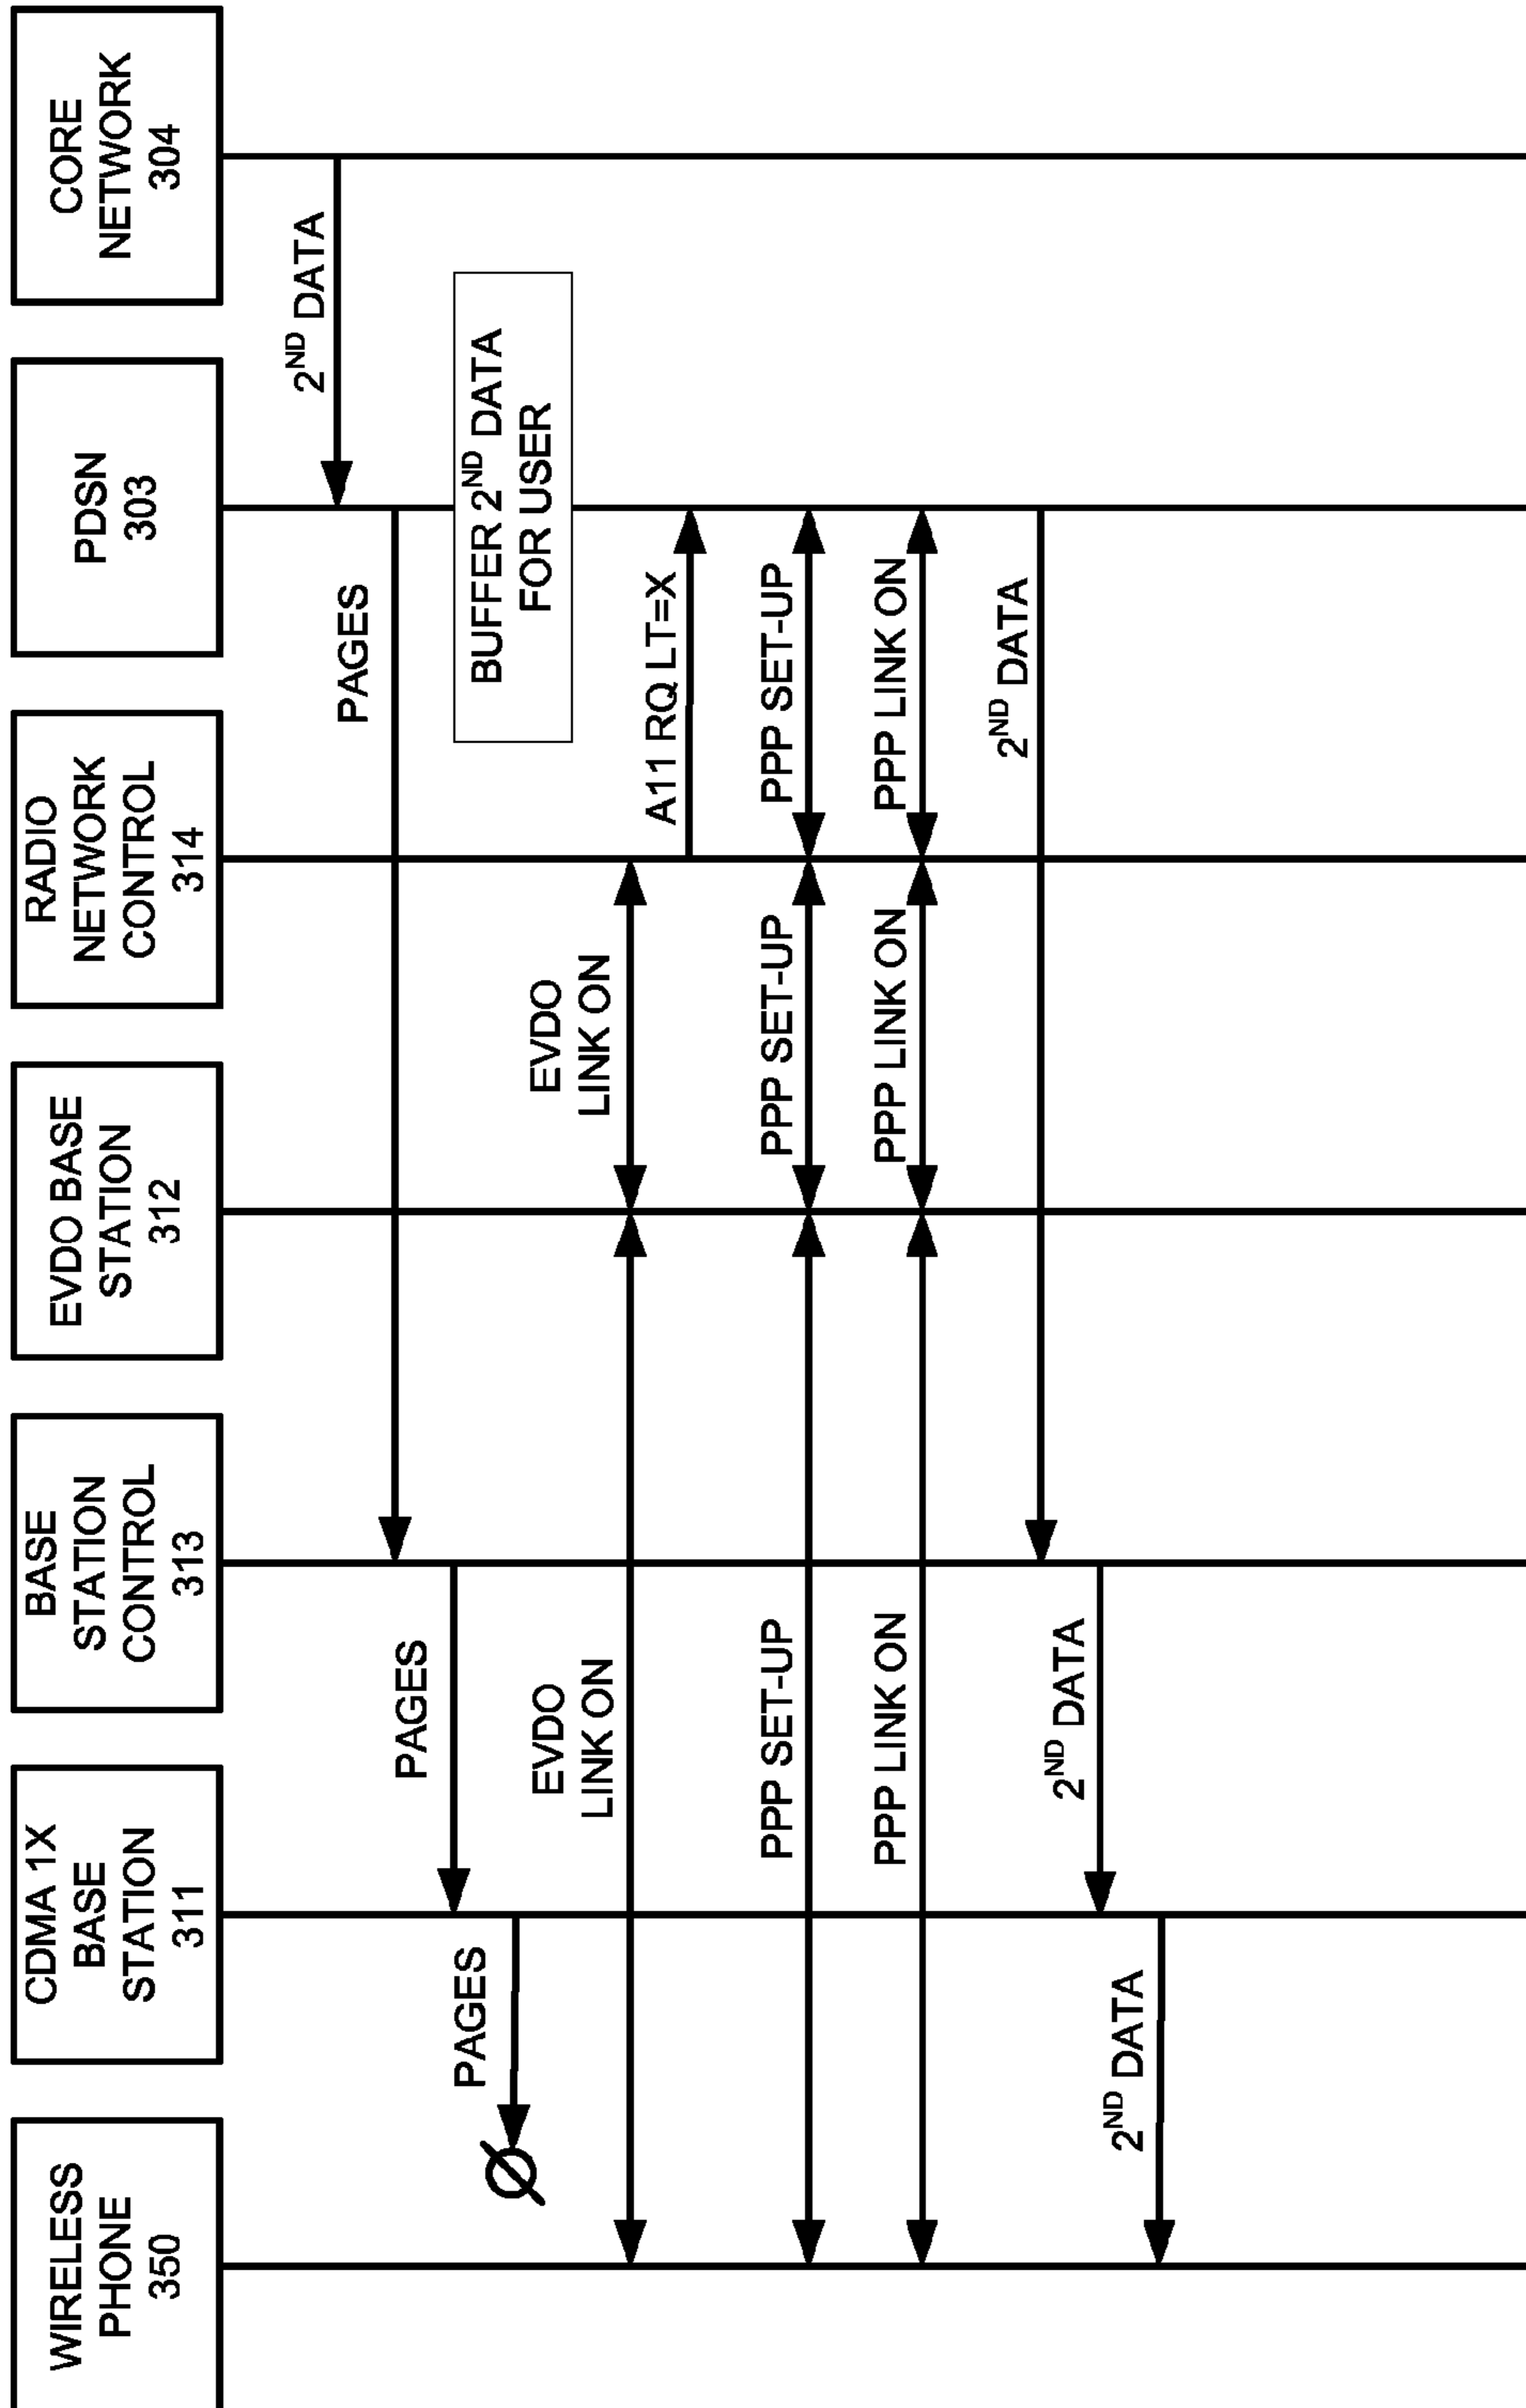 WIRELESS
PHONE
350
CDMA 1X
BASE
STATION
311
BASE
STATION
CONTROL
313
EVDO BASE
STATION
312
RADIO
NETWORK
CONTROL
314
PDSN
303
CORE
NETWORK
304
2ND DATA
PAGES
PAGES
PAGES
Ø
BUFFER 2ND DATA
FOR USER
EVDO
LINK ON
EVDO
LINK ON
A11 RQ LT=X
PPP SET-UP
PPP SET-UP
PPP SET-UP
PPP LINK ON
PPP LINK ON
PPP LINK ON
2ND DATA
2ND DATA
2ND DATA